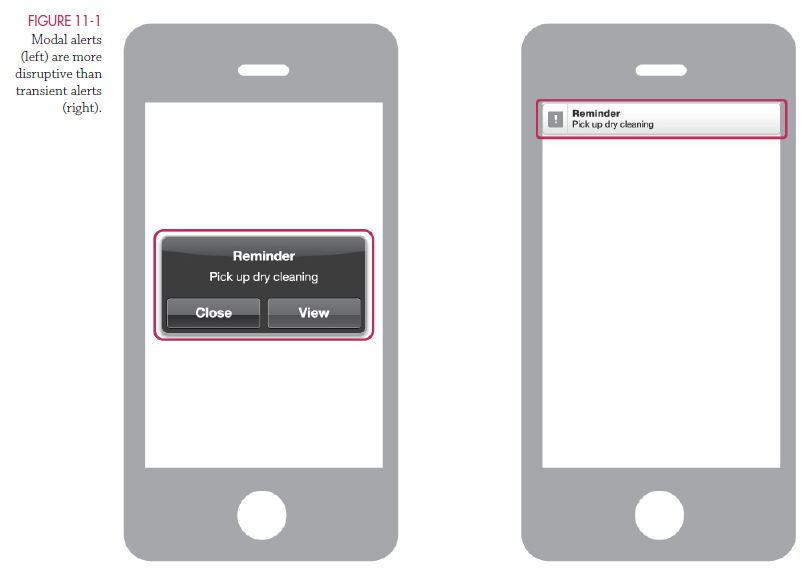 FIGURE 11-1
Modal alerts
(left) are more
disruptive than
transient alerts
(right).
Reminder
Pick up dry cleaning
Close
View
!
Reminder
Pick up dry cleaning